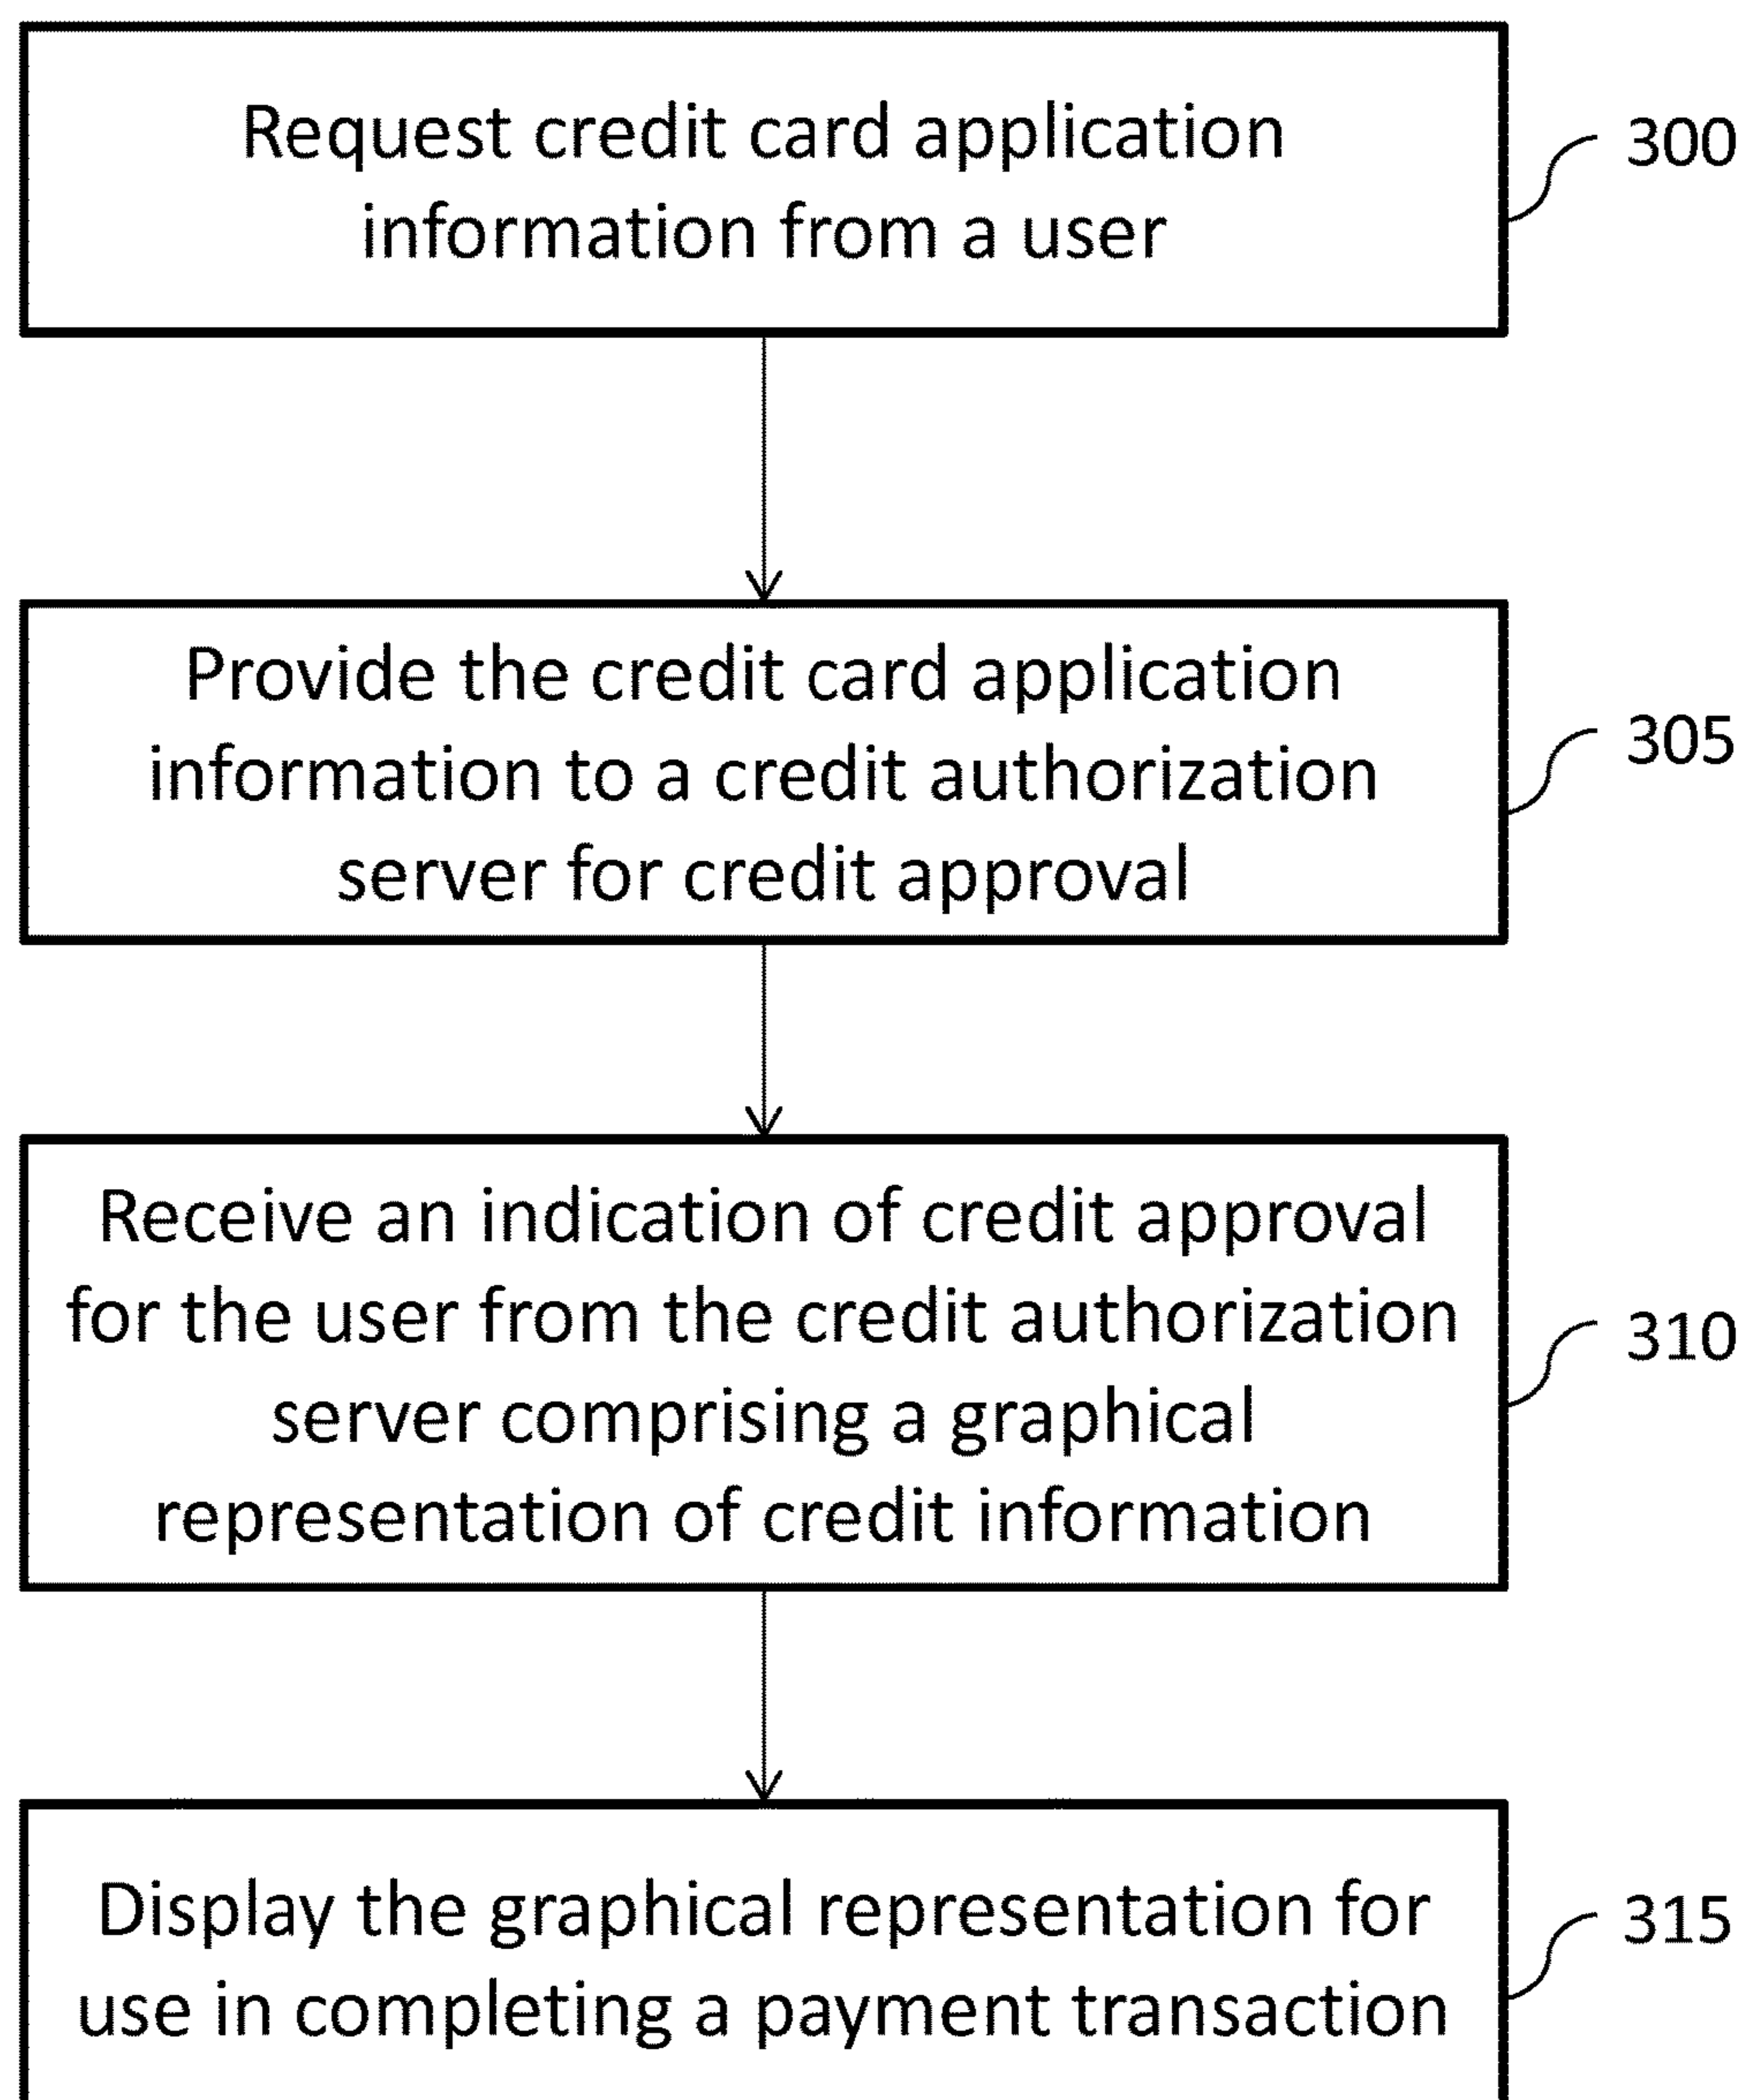 Request credit card application
information from a user
300
Provide the credit card application
information to a credit authorization
server for credit approval
305
Receive an indication of credit approval
for the user from the credit authorization
server comprising a graphical
representation of credit information
310
Display the graphical representation for
use in completing a payment transaction
315